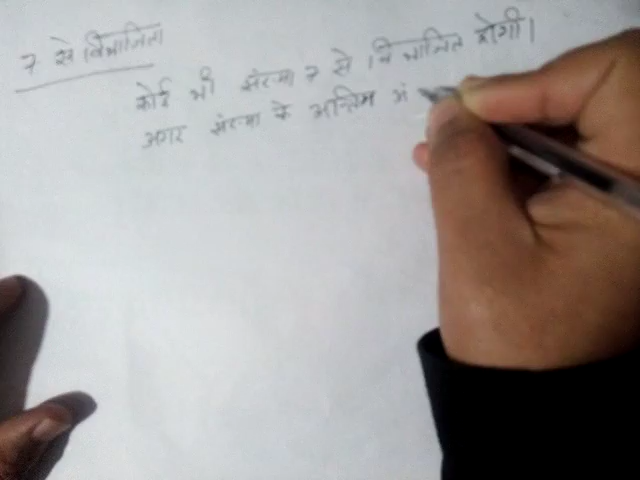 7 से विभाजिता
कोई भी संख्या 7 से विभाजित होगी।
अगर संख्या के अन्तिम अं